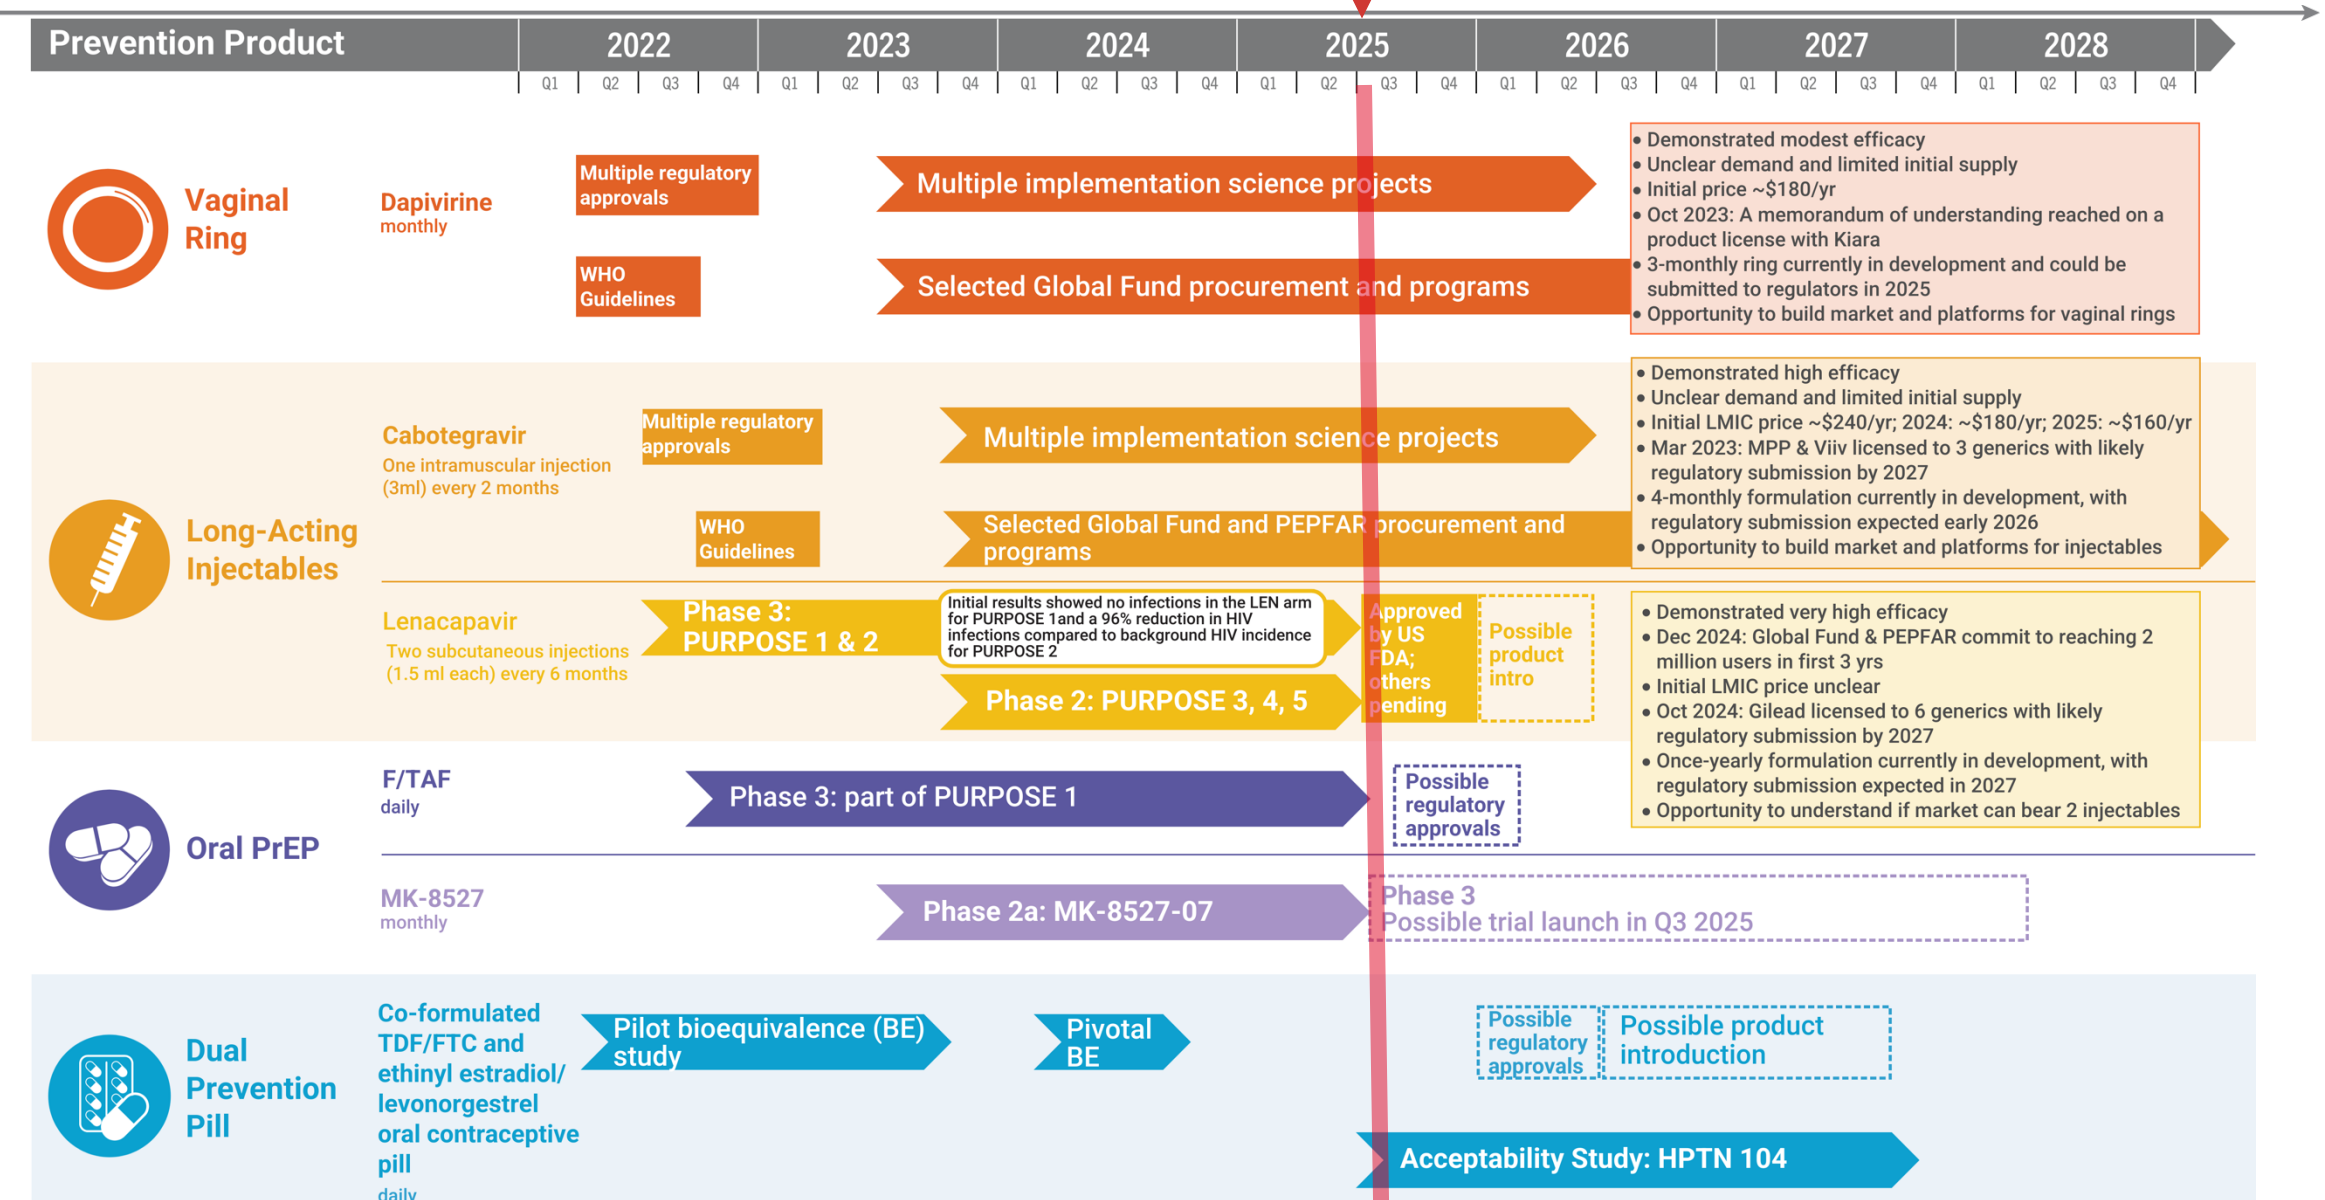 Prevention Product
2022 2023 2024 2025 2026 2027 2028
Q1 Q2 Q3 Q4 Q1 Q2 Q3 Q4 Q1 Q2 Q3 Q4 Q1 Q2 Q3 Q4 Q1 Q2 Q3 Q4 Q1 Q2 Q3 Q4 Q1 Q2 Q3 Q4
Vaginal
Ring
Dapivirine
monthly
Multiple regulatory
approvals
Multiple implementation science projects
WHO
Guidelines
Selected Global Fund procurement and programs
• Demonstrated modest efficacy
• Unclear demand and limited initial supply
• Initial price ~$180/yr
• Oct 2023: A memorandum of understanding reached on a
product license with Kiara
• 3-monthly ring currently in development and could be
submitted to regulators in 2025
• Opportunity to build market and platforms for vaginal rings
Long-Acting
Injectables
Cabotegravir
One intramuscular injection
(3ml) every 2 months
Multiple regulatory
approvals
Multiple implementation science projects
WHO
Guidelines
Selected Global Fund and PEPFAR procurement and
programs
• Demonstrated high efficacy
• Unclear demand and limited initial supply
• Initial LMIC price ~$240/yr; 2024: ~$180/yr; 2025: ~$160/yr
• Mar 2023: MPP & Viiv licensed to 3 generics with likely
regulatory submission by 2027
• 4-monthly formulation currently in development, with
regulatory submission expected early 2026
• Opportunity to build market and platforms for injectables
Lenacapavir
Two subcutaneous injections
(1.5 ml each) every 6 months
Phase 3:
PURPOSE 1 & 2
Initial results showed no infections in the LEN arm
for PURPOSE 1and a 96% reduction in HIV
infections compared to background HIV incidence
for PURPOSE 2
Phase 2: PURPOSE 3, 4, 5
Approved
by US
FDA;
others
pending
Possible
product
intro
• Demonstrated very high efficacy
• Dec 2024: Global Fund & PEPFAR commit to reaching 2
million users in first 3 yrs
• Initial LMIC price unclear
• Oct 2024: Gilead licensed to 6 generics with likely
regulatory submission by 2027
• Once-yearly formulation currently in development, with
regulatory submission expected in 2027
• Opportunity to understand if market can bear 2 injectables
Oral PrEP
F/TAF
daily
Phase 3: part of PURPOSE 1
Possible
regulatory
approvals
MK-8527
monthly
Phase 2a: MK-8527-07
Phase 3
Possible trial launch in Q3 2025
Dual
Prevention
Pill
Co-formulated
TDF/FTC and
ethinyl estradiol/
levonorgestrel
oral contraceptive
pill
daily
Pilot bioequivalence (BE)
study
Pivotal
BE
Possible
regulatory
approvals
Possible product
introduction
Acceptability Study: HPTN 104